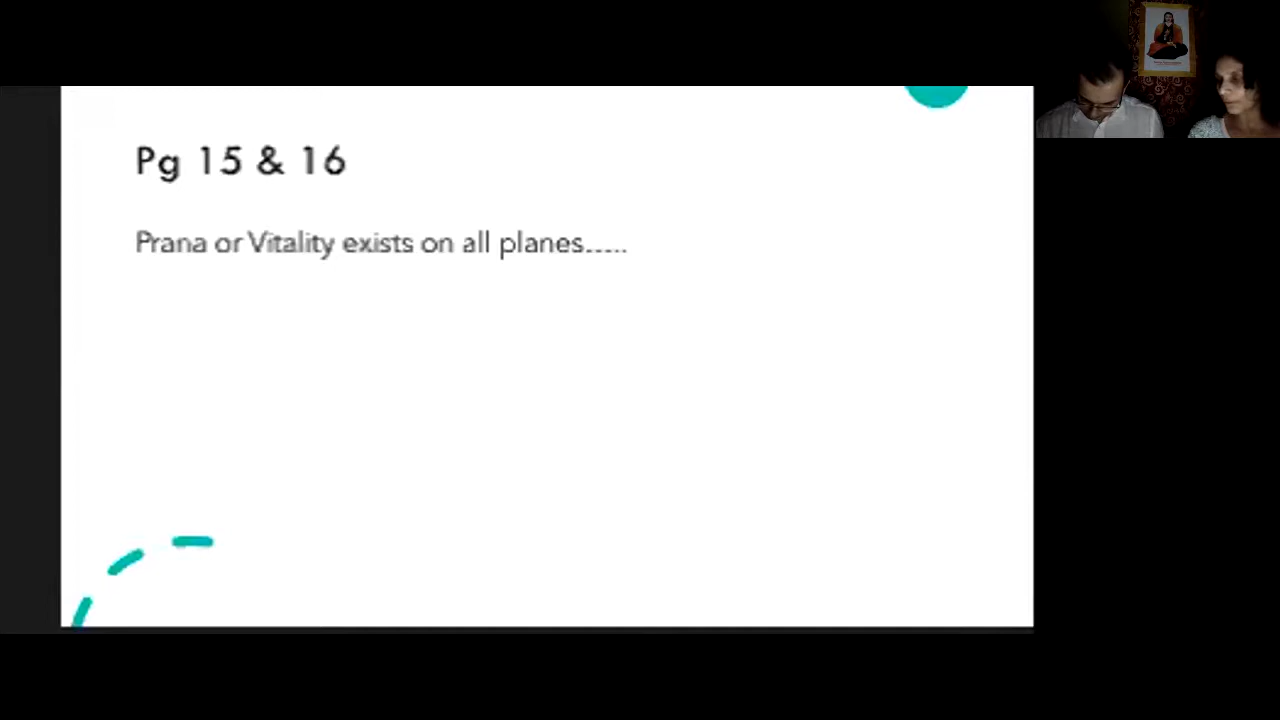 Pg 15 & 16
Prana or Vitality exists on all planes.....